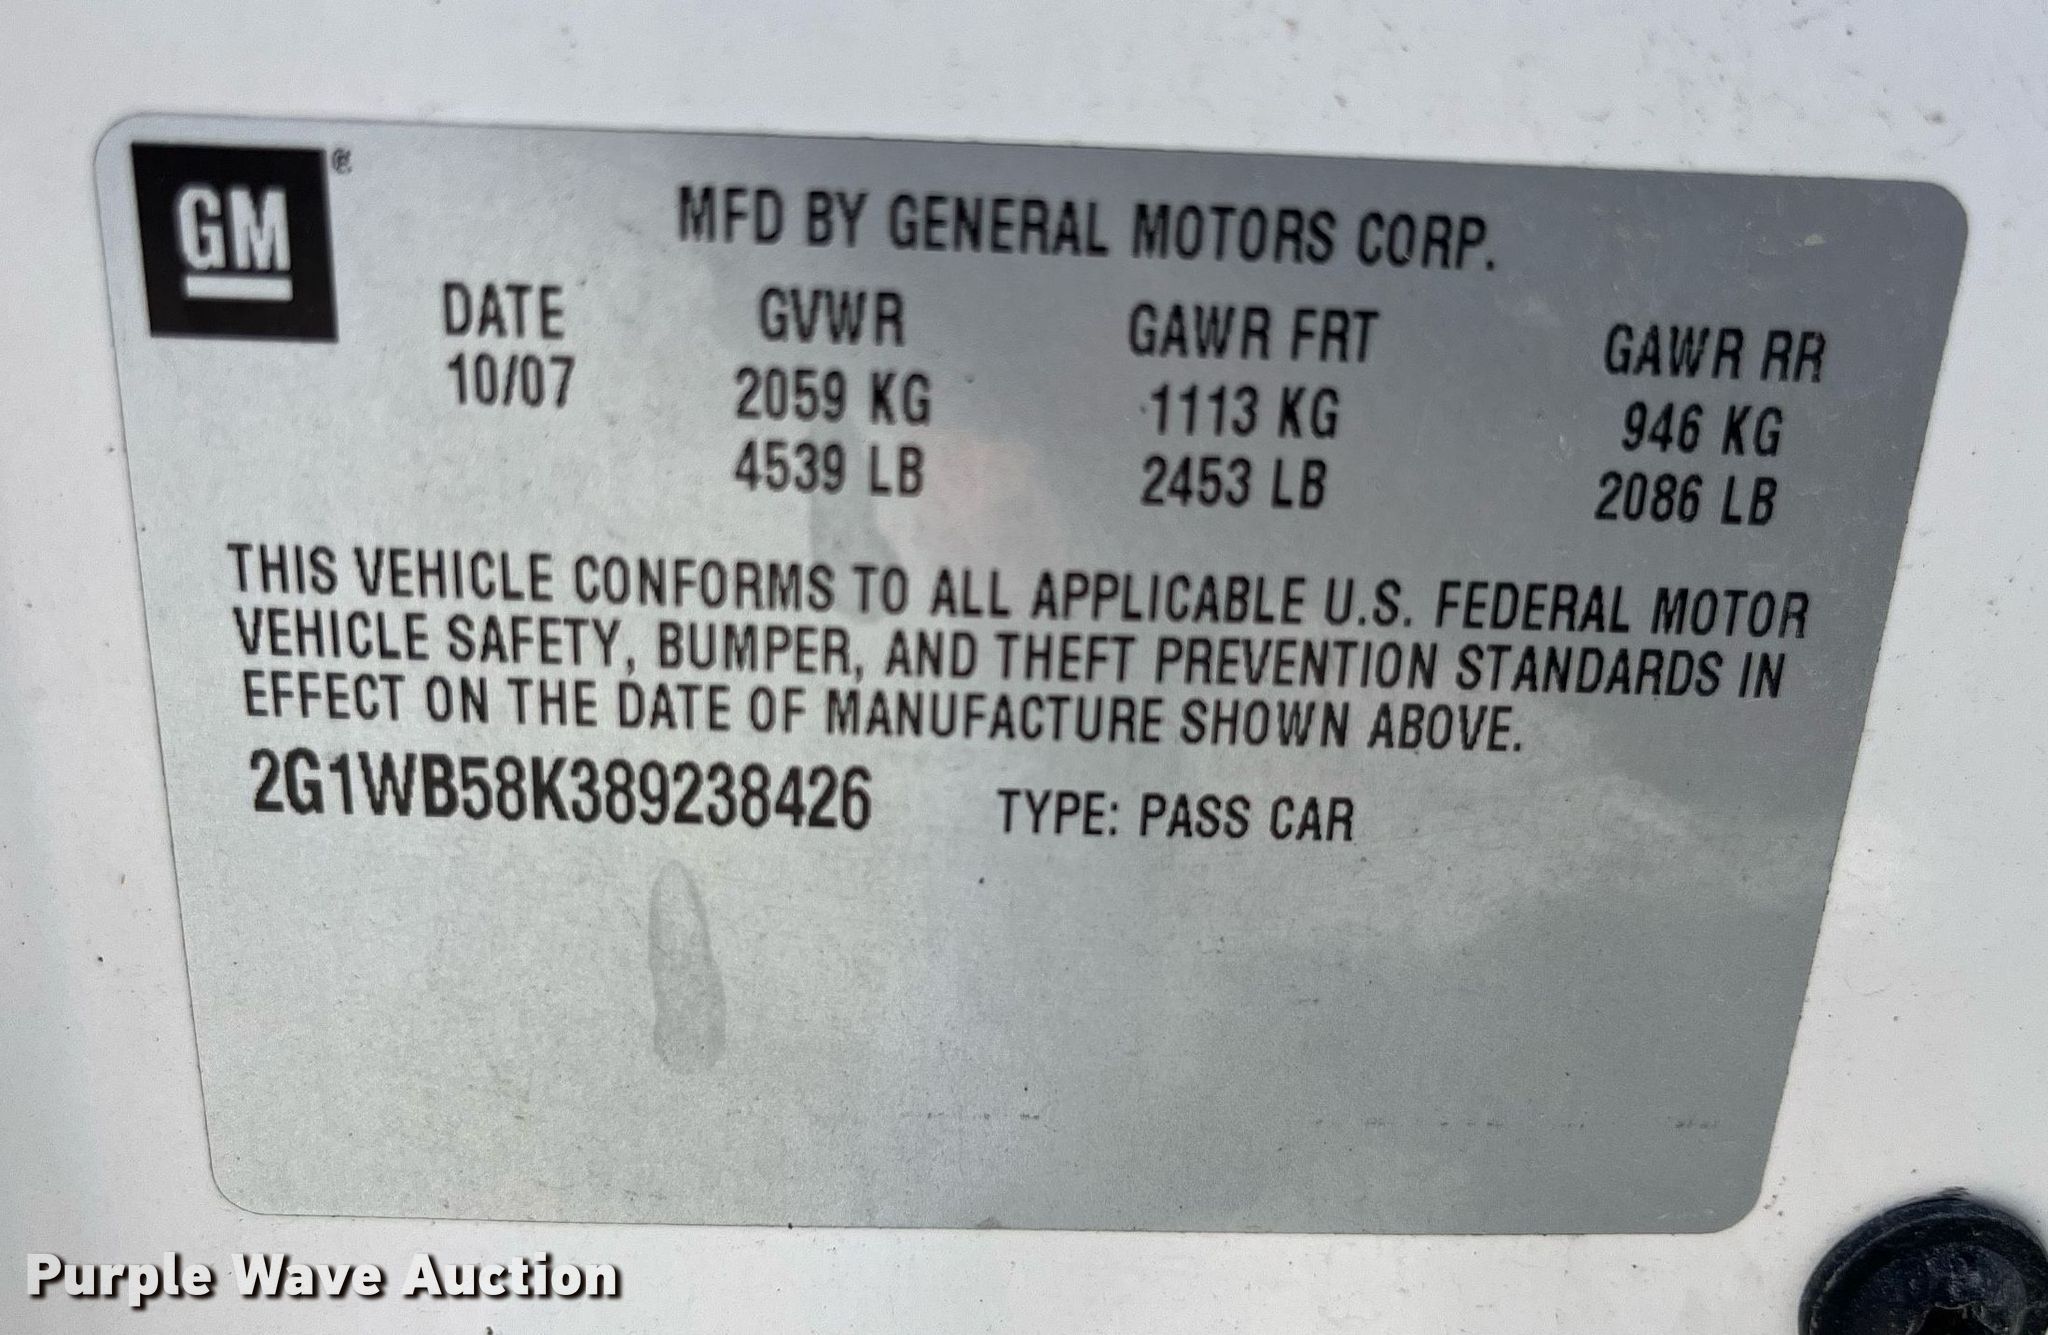 GM®
MFD BY GENERAL MOTORS CORP.
DATE GVWR GAWR FRT GAWR RR
10/07 2059 KG 1113 KG 946 KG
4539 LB 2453 LB 2086 LB
THIS VEHICLE CONFORMS TO ALL APPLICABLE U.S. FEDERAL MOTOR
VEHICLE SAFETY, BUMPER, AND THEFT PREVENTION STANDARDS IN
EFFECT ON THE DATE OF MANUFACTURE SHOWN ABOVE.
2G1WB58K389238426 TYPE: PASS CAR
Purple Wave Auction